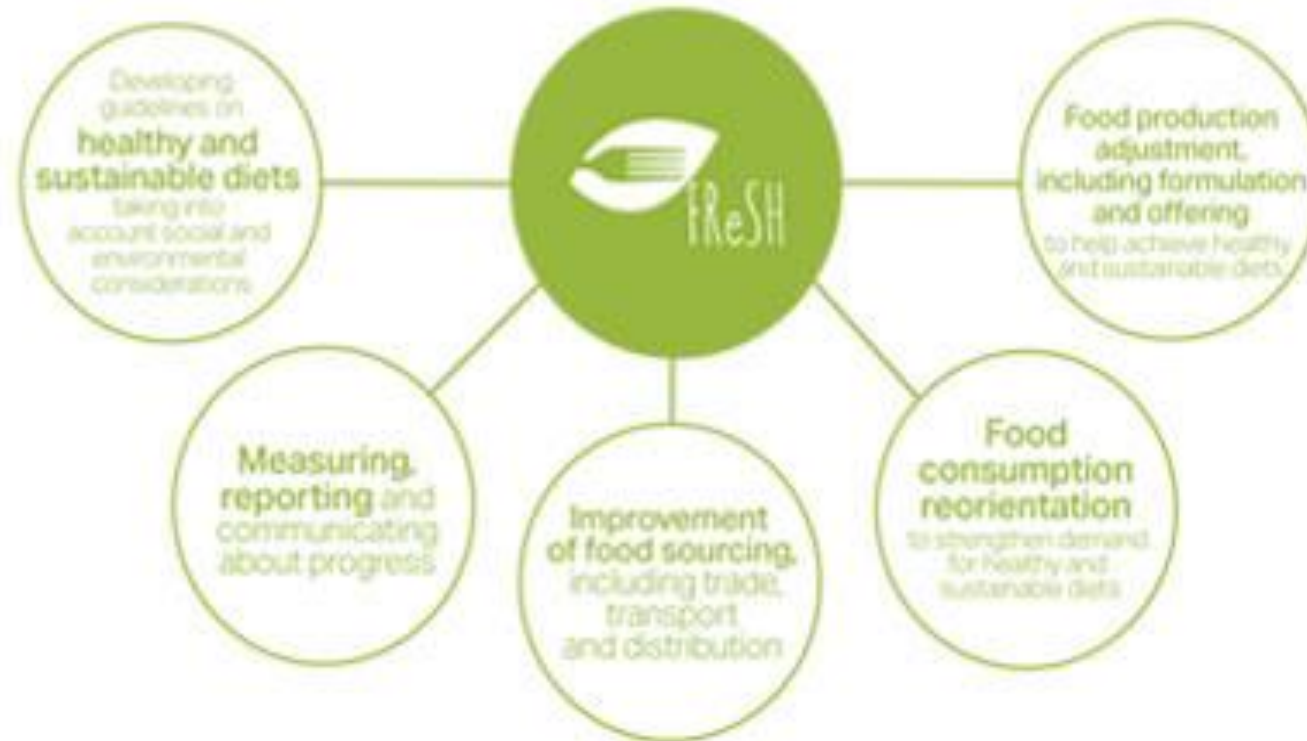 Developing
guidelines on
healthy and
sustainable diets
taking into
account social and
environmental
considerations
FReSH
Food production
adjustment,
including formulation
and offering
to help achieve healthy
and sustainable diets
Measuring,
reporting and
communicating
about progress
Improvement
of food sourcing,
including trade,
transport
and distribution
Food
consumption
reorientation
to strengthen demand
for healthy and
sustainable diets